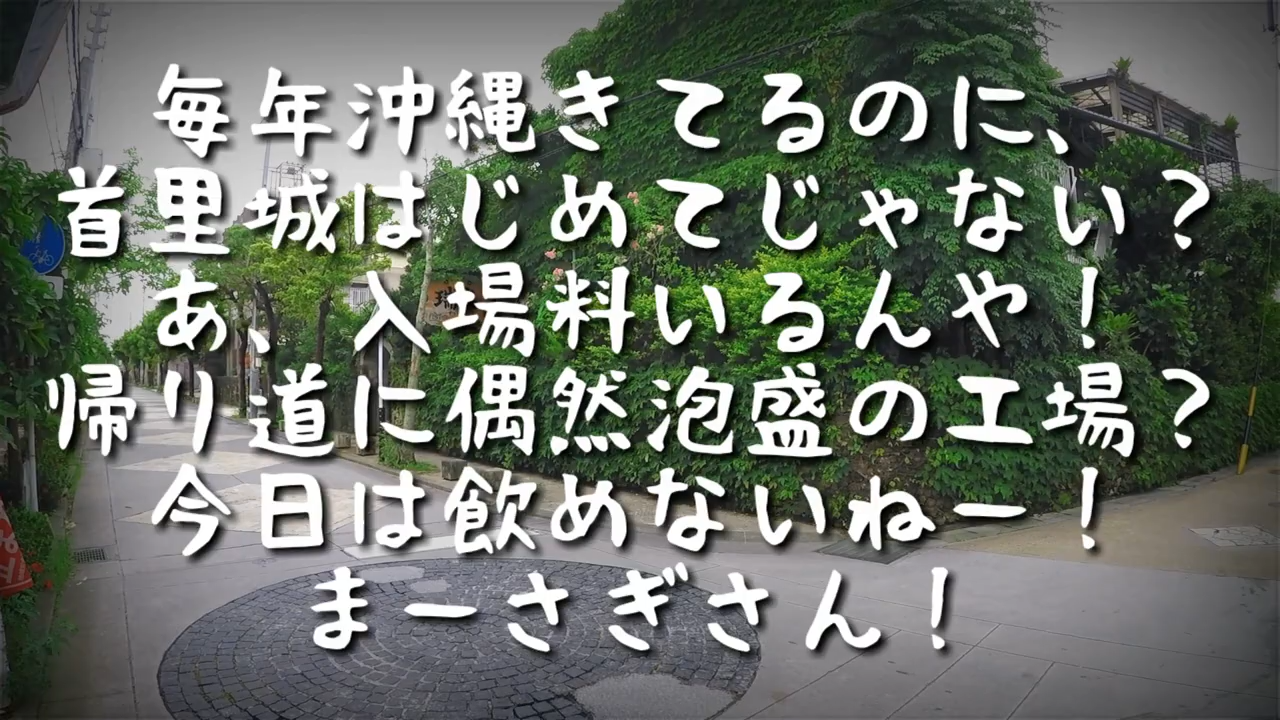 毎年沖縄きてるのに、
首里城はじめてじゃない？
あ、入場料いるんや！
帰り道に偶然泡盛の工場？
今日は飲めないねー！
まーさぎさん！